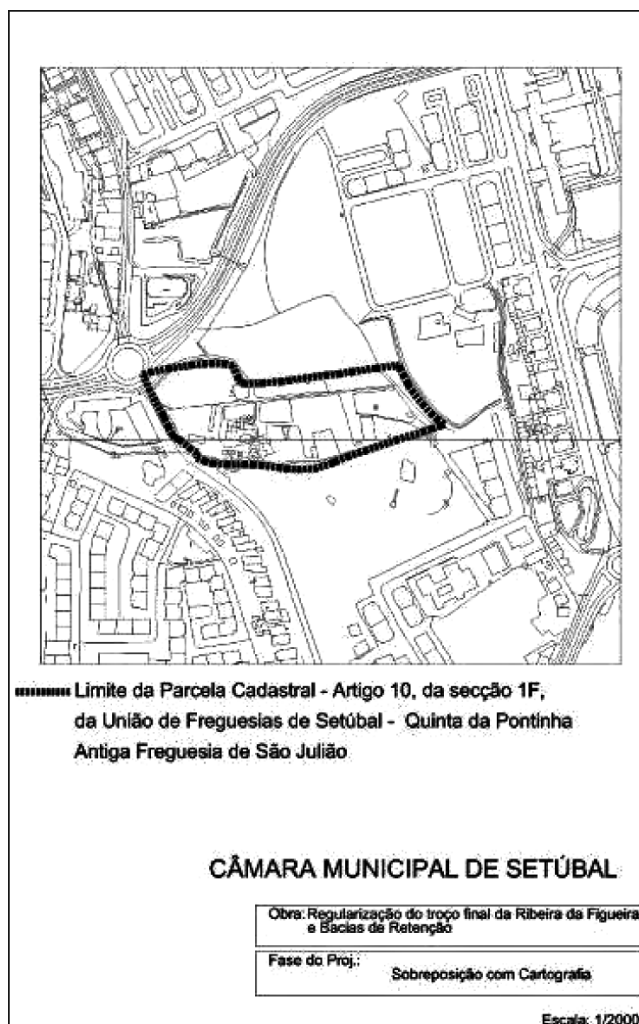 Limite da Parcela Cadastral - Artigo 10, da secção 1F,
da União de Freguesias de Setúbal - Quinta da Pontinha
Antiga Freguesia de São Julião
CÂMARA MUNICIPAL DE SETÚBAL
Obra: Regularização do troço final da Ribeira da Figueira
e Bacias de Retenção
Fase do Proj.:
Sobreposição com Cartografia
Escala: 1/2000